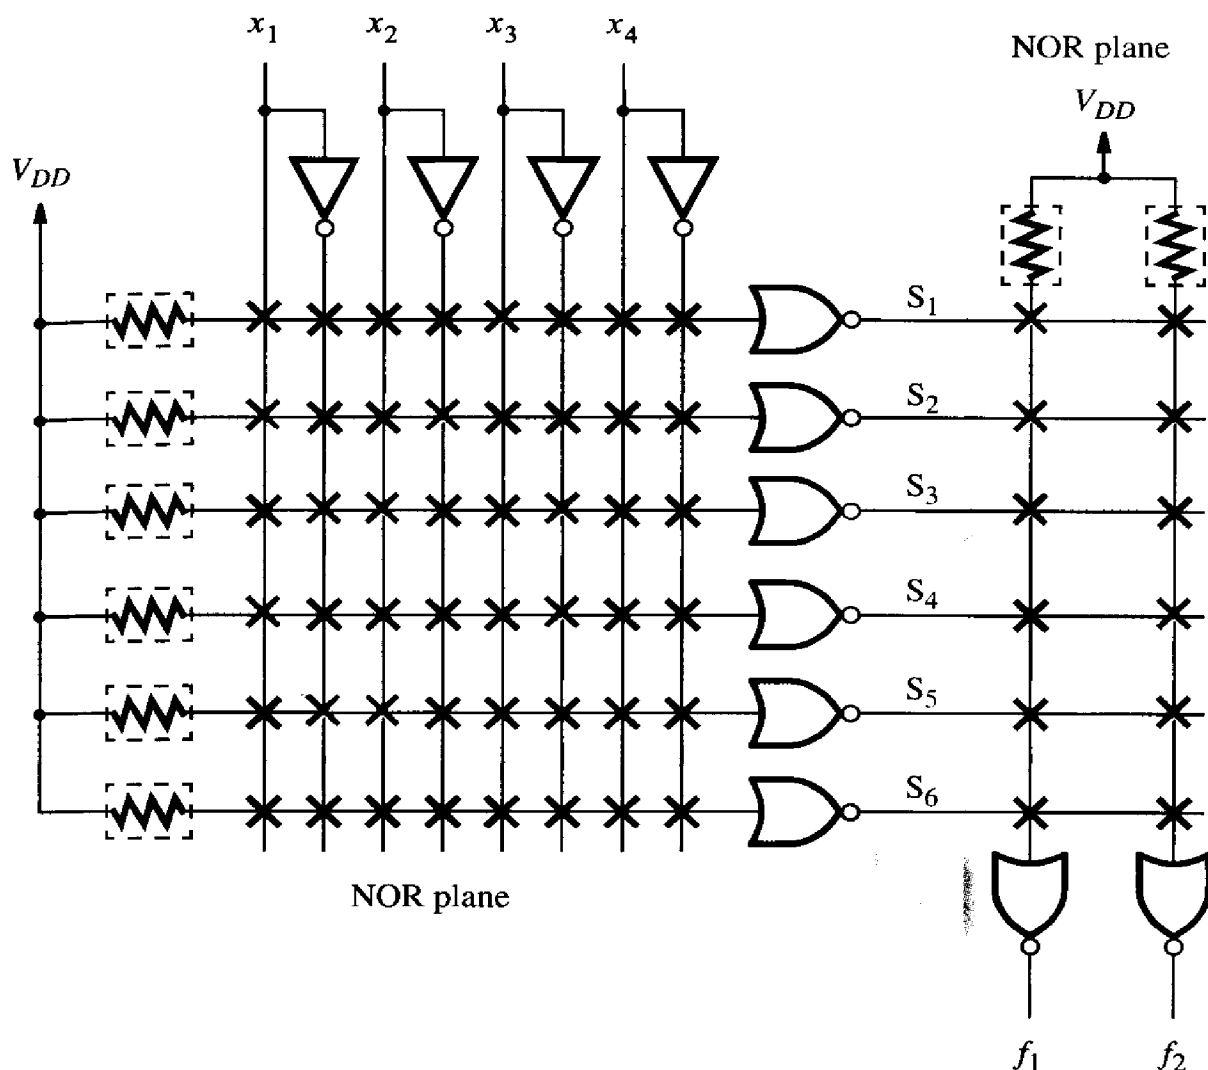 x1 x2 x3 x4
NOR plane
VDD
VDD
S1
S2
S3
S4
S5
S6
NOR plane
f1 f2